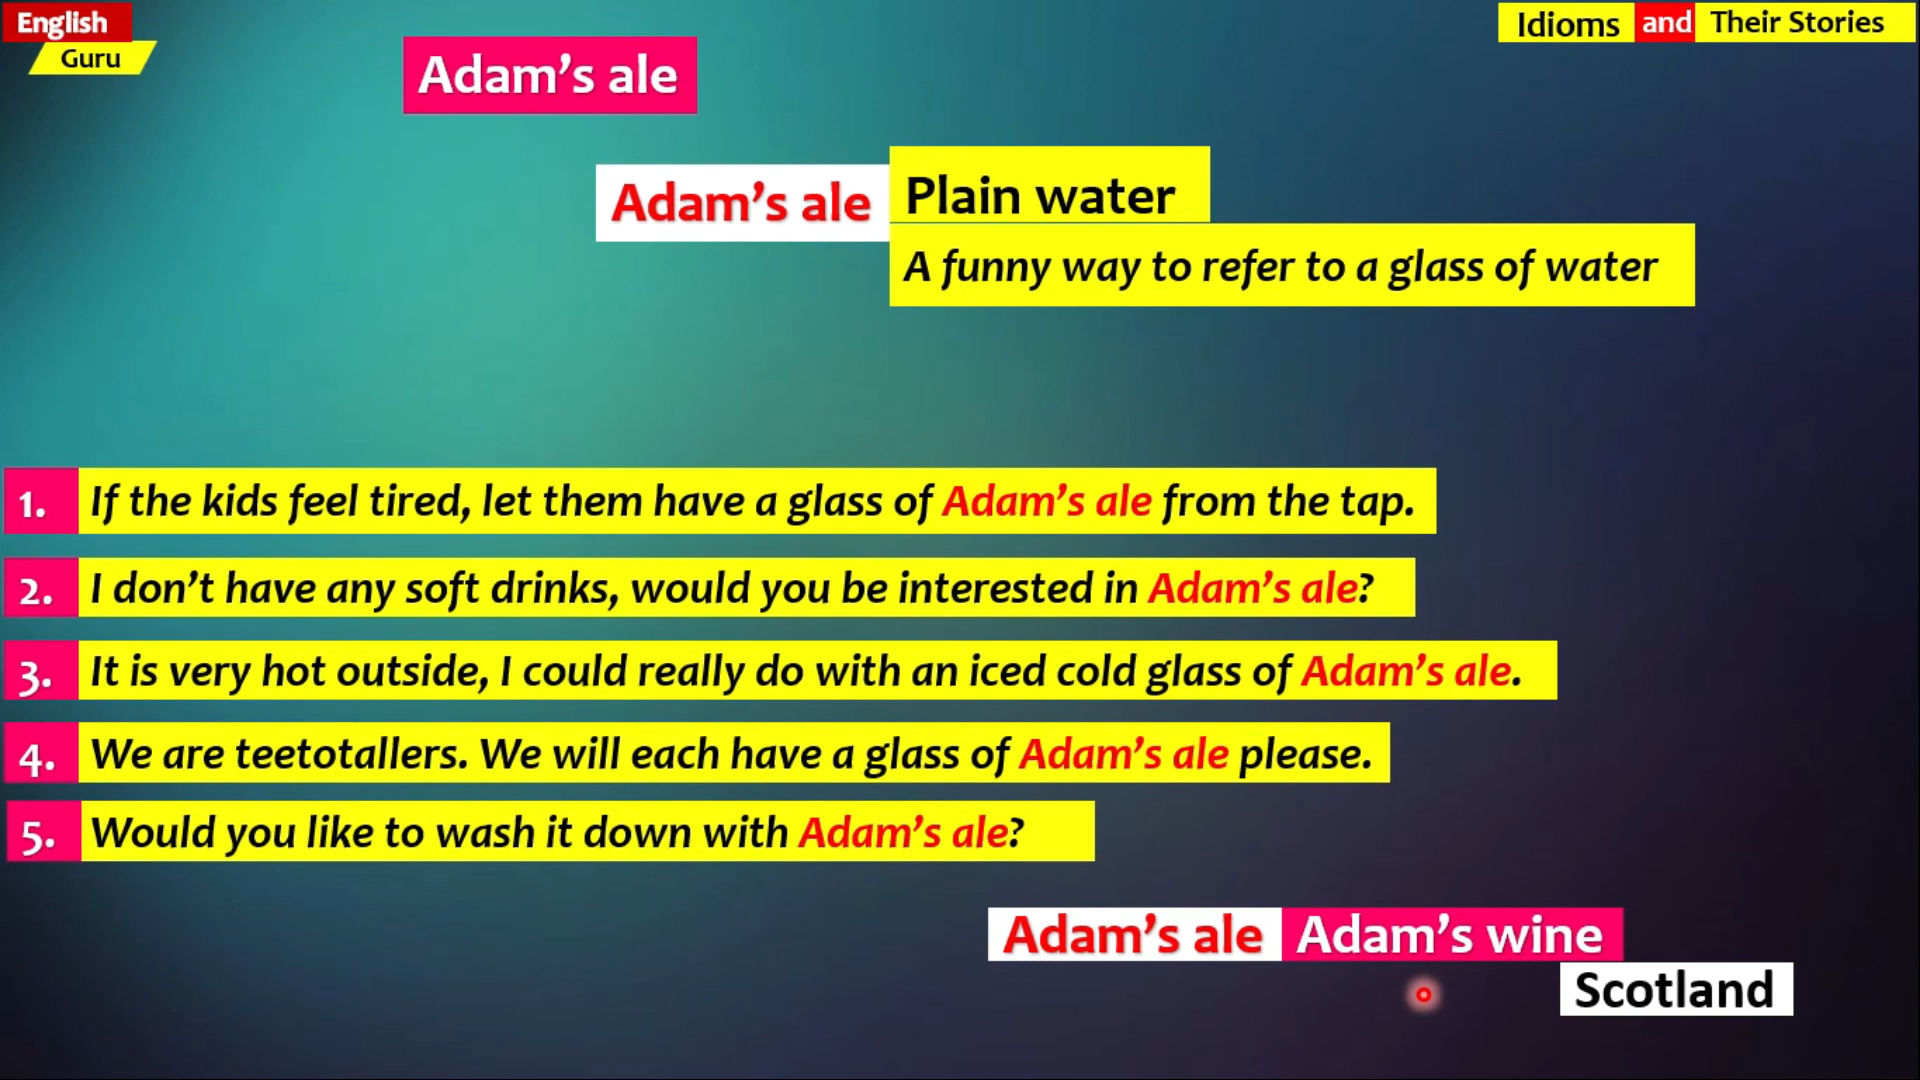 English
Guru
Idioms and Their Stories
Adam’s ale
Adam’s ale Plain water
A funny way to refer to a glass of water
1. If the kids feel tired, let them have a glass of Adam’s ale from the tap.
2. I don’t have any soft drinks, would you be interested in Adam’s ale?
3. It is very hot outside, I could really do with an iced cold glass of Adam’s ale.
4. We are teetotallers. We will each have a glass of Adam’s ale please.
5. Would you like to wash it down with Adam’s ale?
Adam’s ale Adam’s wine
Scotland